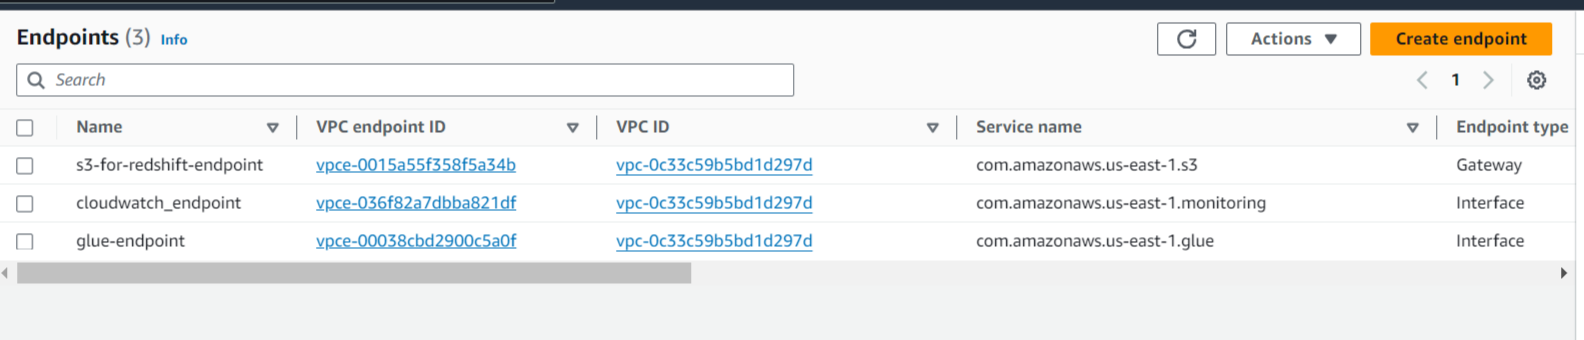 Endpoints (3) Info
Actions
Create endpoint
Search
1
Name VPC endpoint ID VPC ID Service name Endpoint type
s3-for-redshift-endpoint vpce-0015a55f358f5a34b vpc-0c33c59b5bd1d297d com.amazonaws.us-east-1.s3 Gateway
cloudwatch_endpoint vpce-036f82a7dbba821df vpc-0c33c59b5bd1d297d com.amazonaws.us-east-1.monitoring Interface
glue-endpoint vpce-00038cbd2900c5a0f vpc-0c33c59b5bd1d297d com.amazonaws.us-east-1.glue Interface